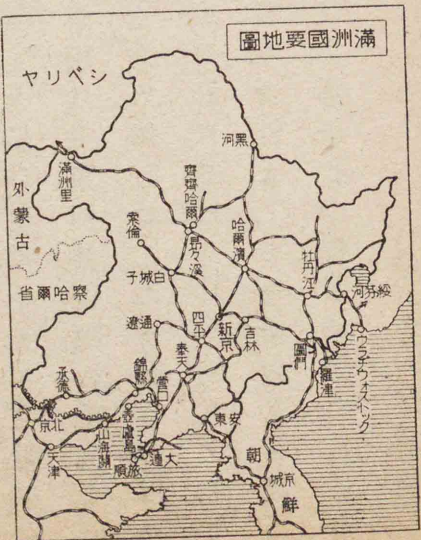 滿洲國要地圖
シベリヤ
黑河
滿洲里
外蒙古
齊齊哈爾
昂々溪
索倫
哈爾濱
牡丹江
綏芬河
白城子
察哈爾省
通遼
四平
新京
吉林
圖門
羅津
ウラヂウォストック
奉天
錦縣
營口
承德
北京
天津
山海關
大連
旅順
安東
朝鮮
京城